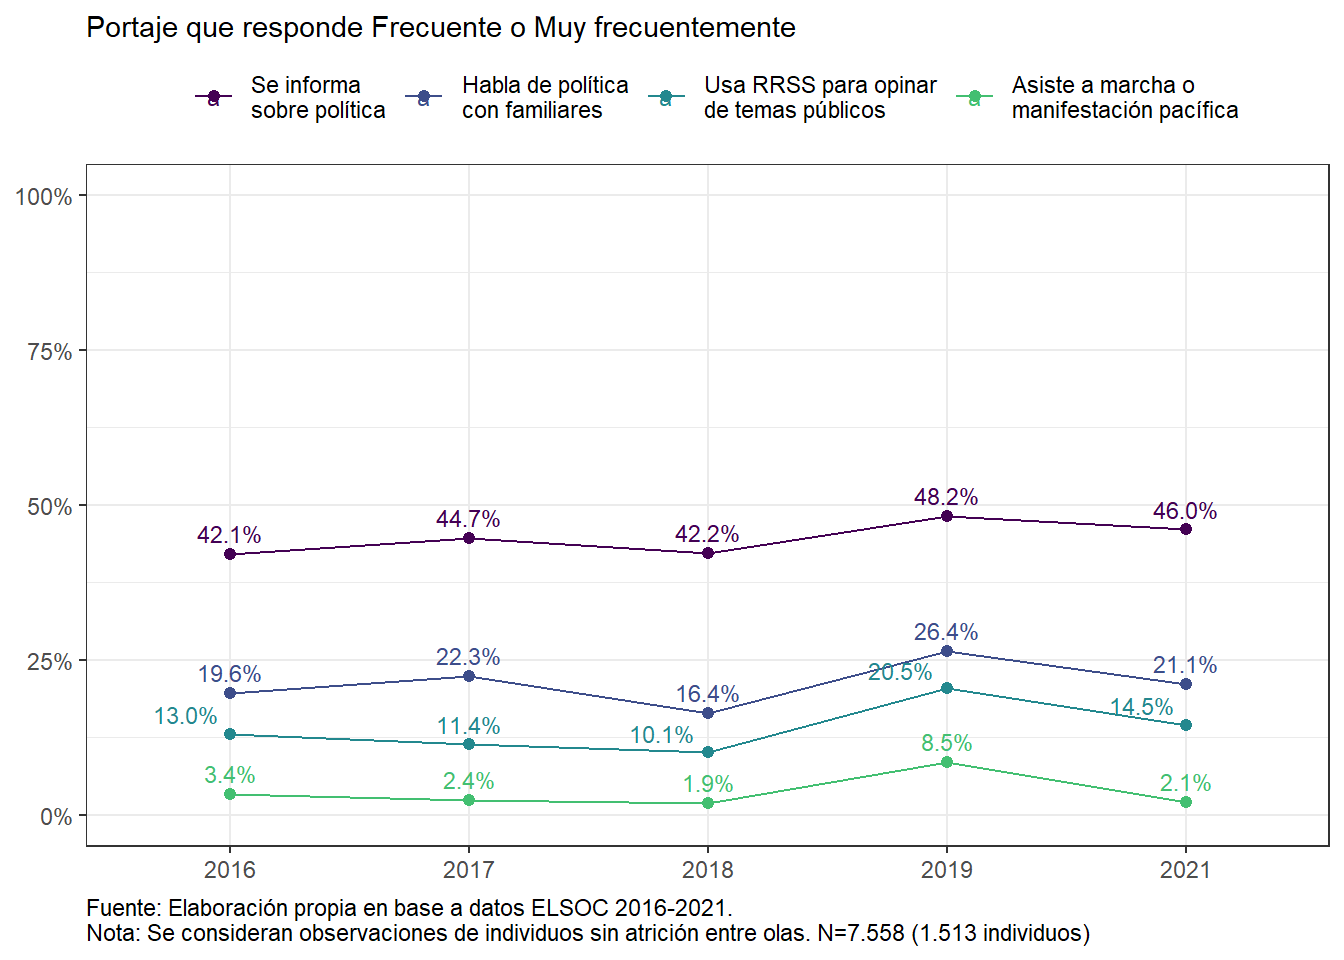 Portaje que responde Frecuente o Muy frecuentemente
Se informa
sobre política
Habla de política
con familiares
Usa RRSS para opinar
de temas públicos
Asiste a marcha o
manifestación pacífica
a a a a
100%
75%
50%
25%
0%
42.1% 44.7% 42.2% 48.2% 46.0%
19.6% 22.3% 16.4% 26.4% 21.1%
13.0% 11.4% 10.1% 20.5% 14.5%
3.4% 2.4% 1.9% 8.5% 2.1%
2016 2017 2018 2019 2021
Fuente: Elaboración propia en base a datos ELSOC 2016-2021.
Nota: Se consideran observaciones de individuos sin atrición entre olas. N=7.558 (1.513 individuos)